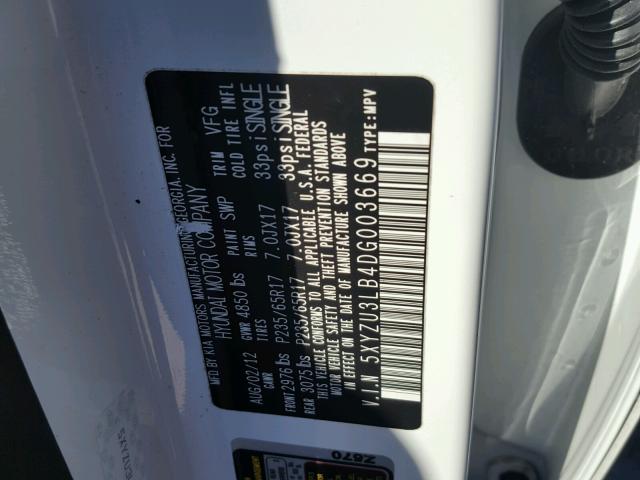 MFD BY KIA MOTORS MANUFACTURING GEORGIA, INC. FOR
HYUNDAI MOTOR COMPANY
AUG/02/12 GVWR 4850 lbs PAINT SWP TRIM VFG
GAWR TIRES RIMS COLD TIRE INFL
FRONT 2976 lbs P235/65R17 7.0JX17 33psi SINGLE
REAR 3075 lbs P235/65R17 7.0JX17 33psi SINGLE
THIS VEHICLE CONFORMS TO ALL APPLICABLE U.S.A. FEDERAL
MOTOR VEHICLE SAFETY AND THEFT PREVENTION STANDARDS
IN EFFECT ON THE DATE OF MANUFACTURE SHOWN ABOVE
V.I.N 5XYZU3LB4DG003669 TYPE:MPV
Z670